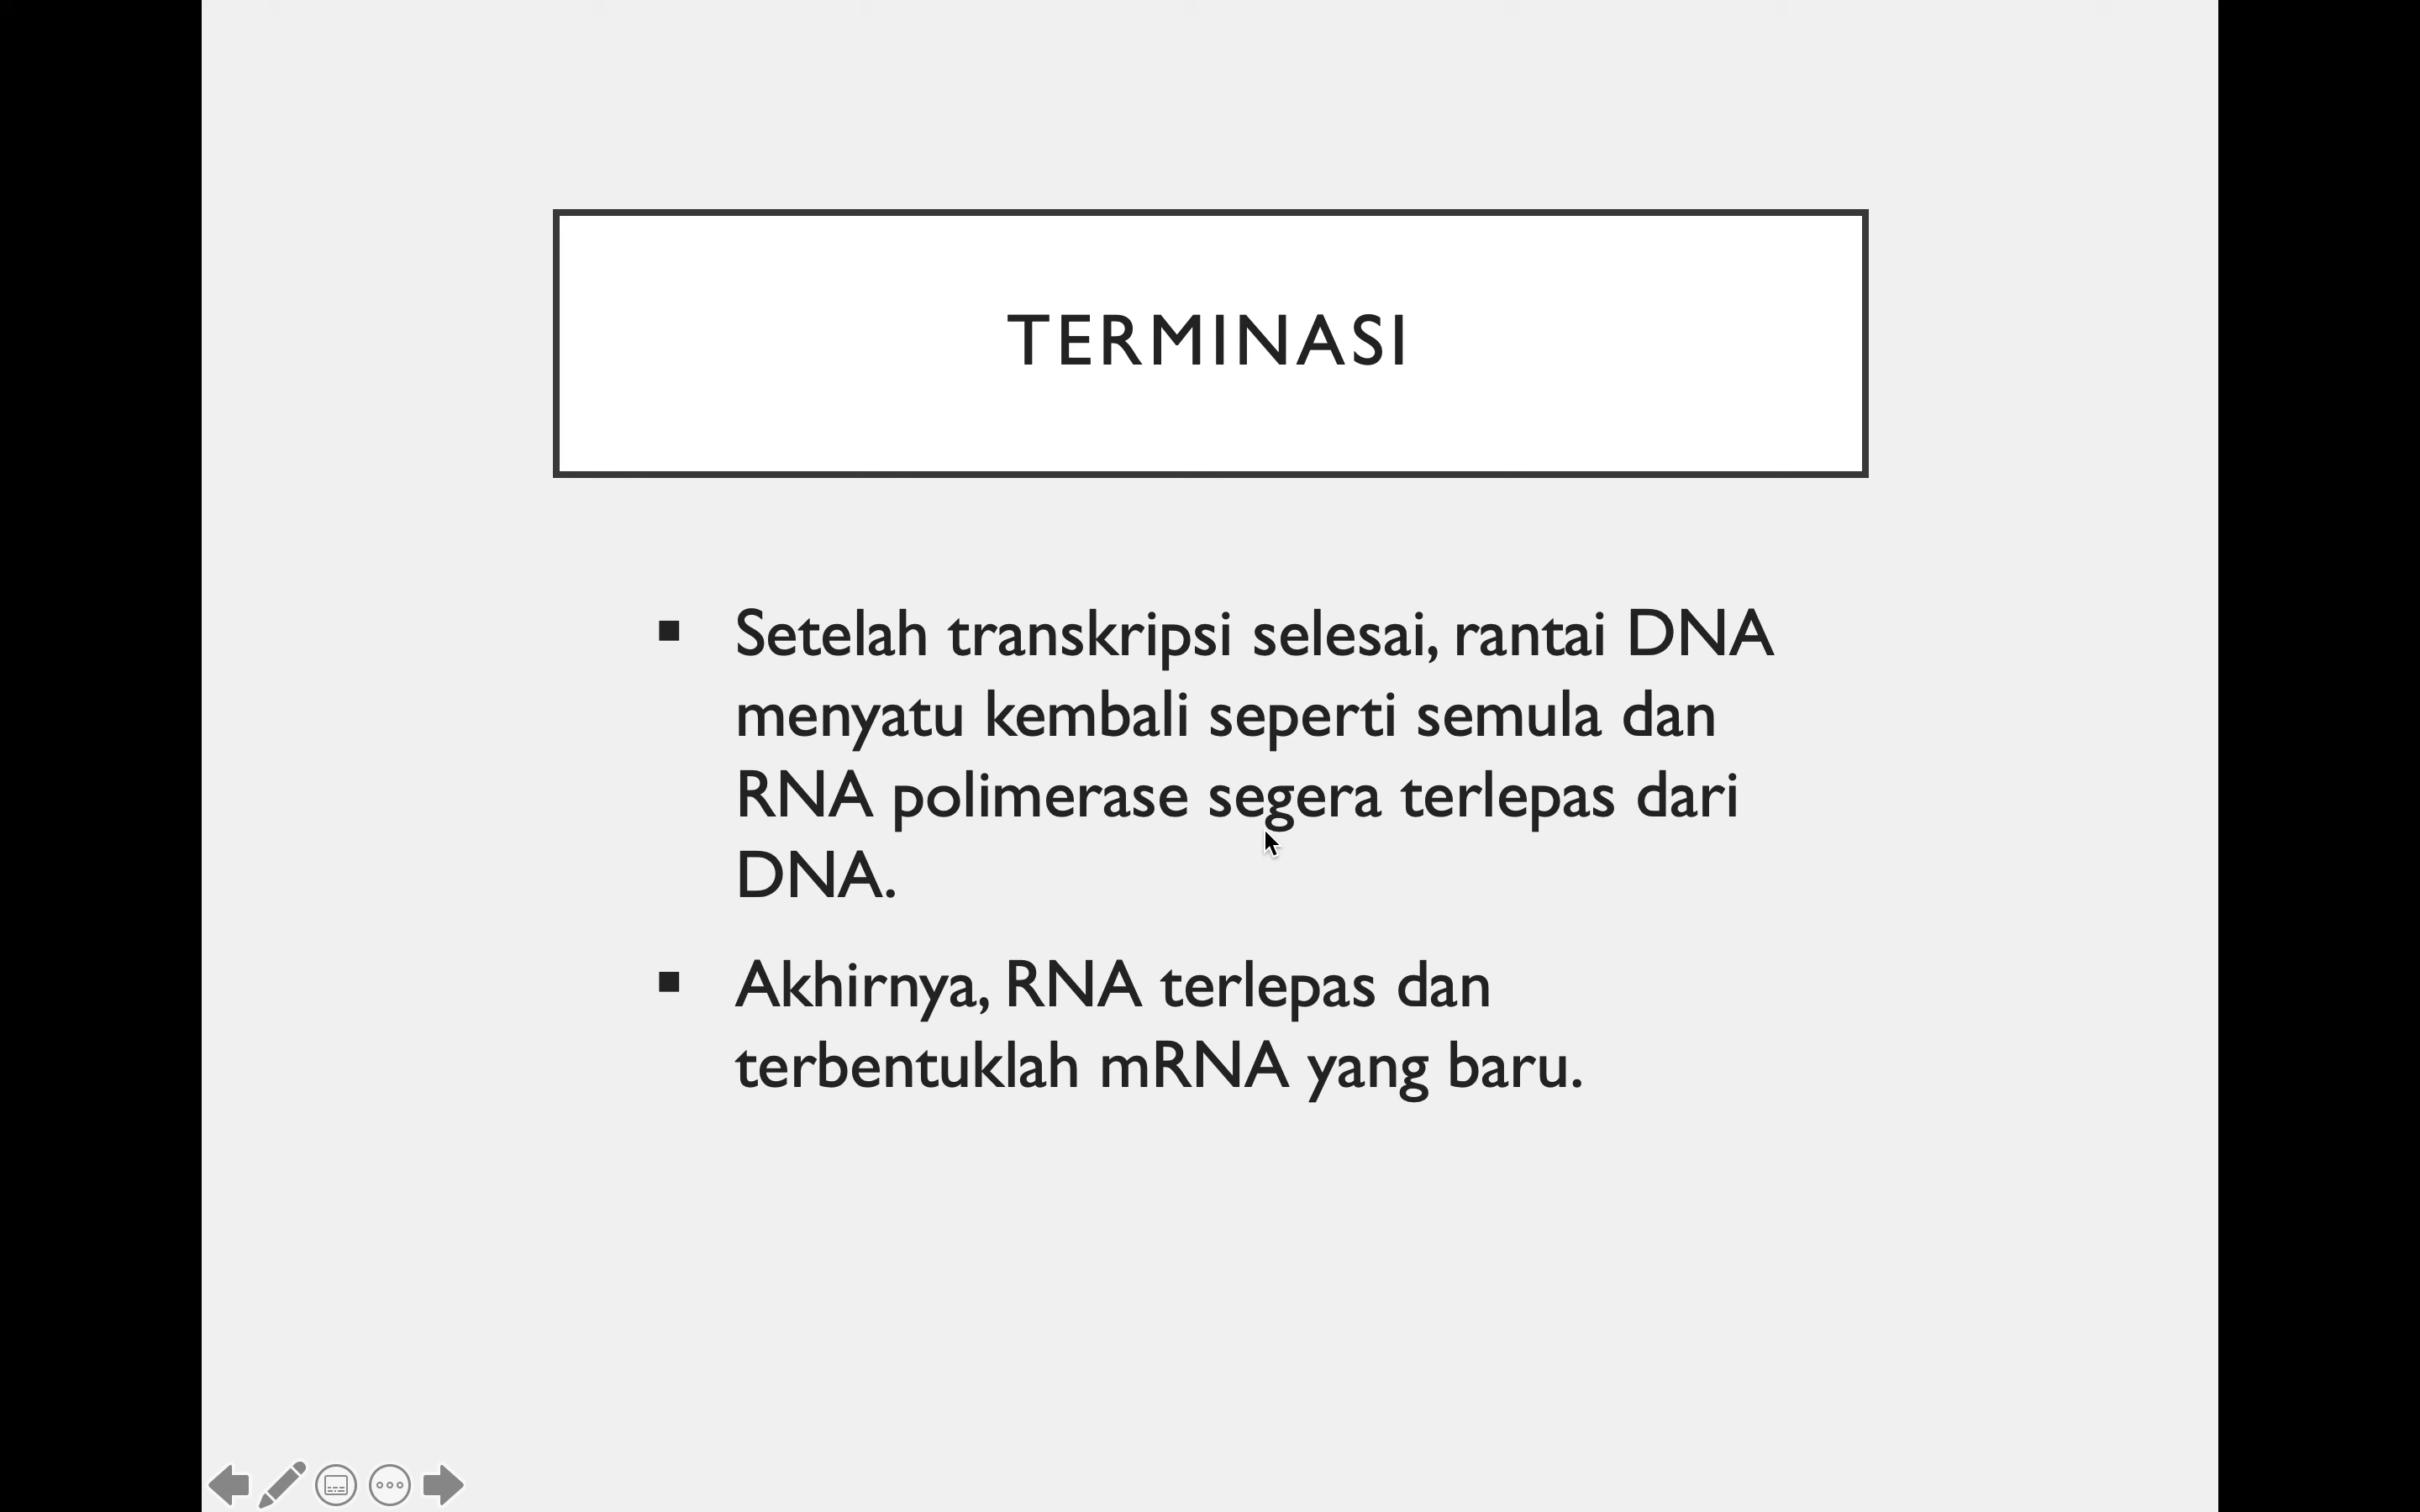 TERMINASI
Setelah transkripsi selesai, rantai DNA
menyatu kembali seperti semula dan
RNA polimerase segera terlepas dari
DNA.
Akhirnya, RNA terlepas dan
terbentuklah mRNA yang baru.